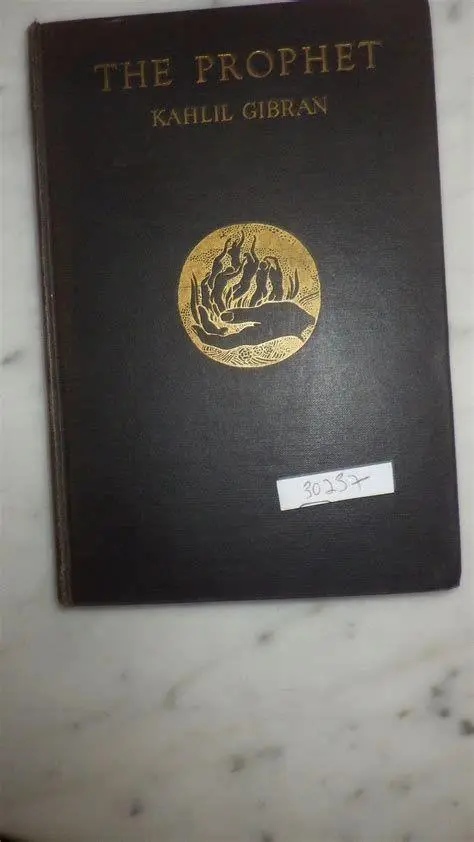 THE PROPHET
KAHLIL GIBRAN
30237